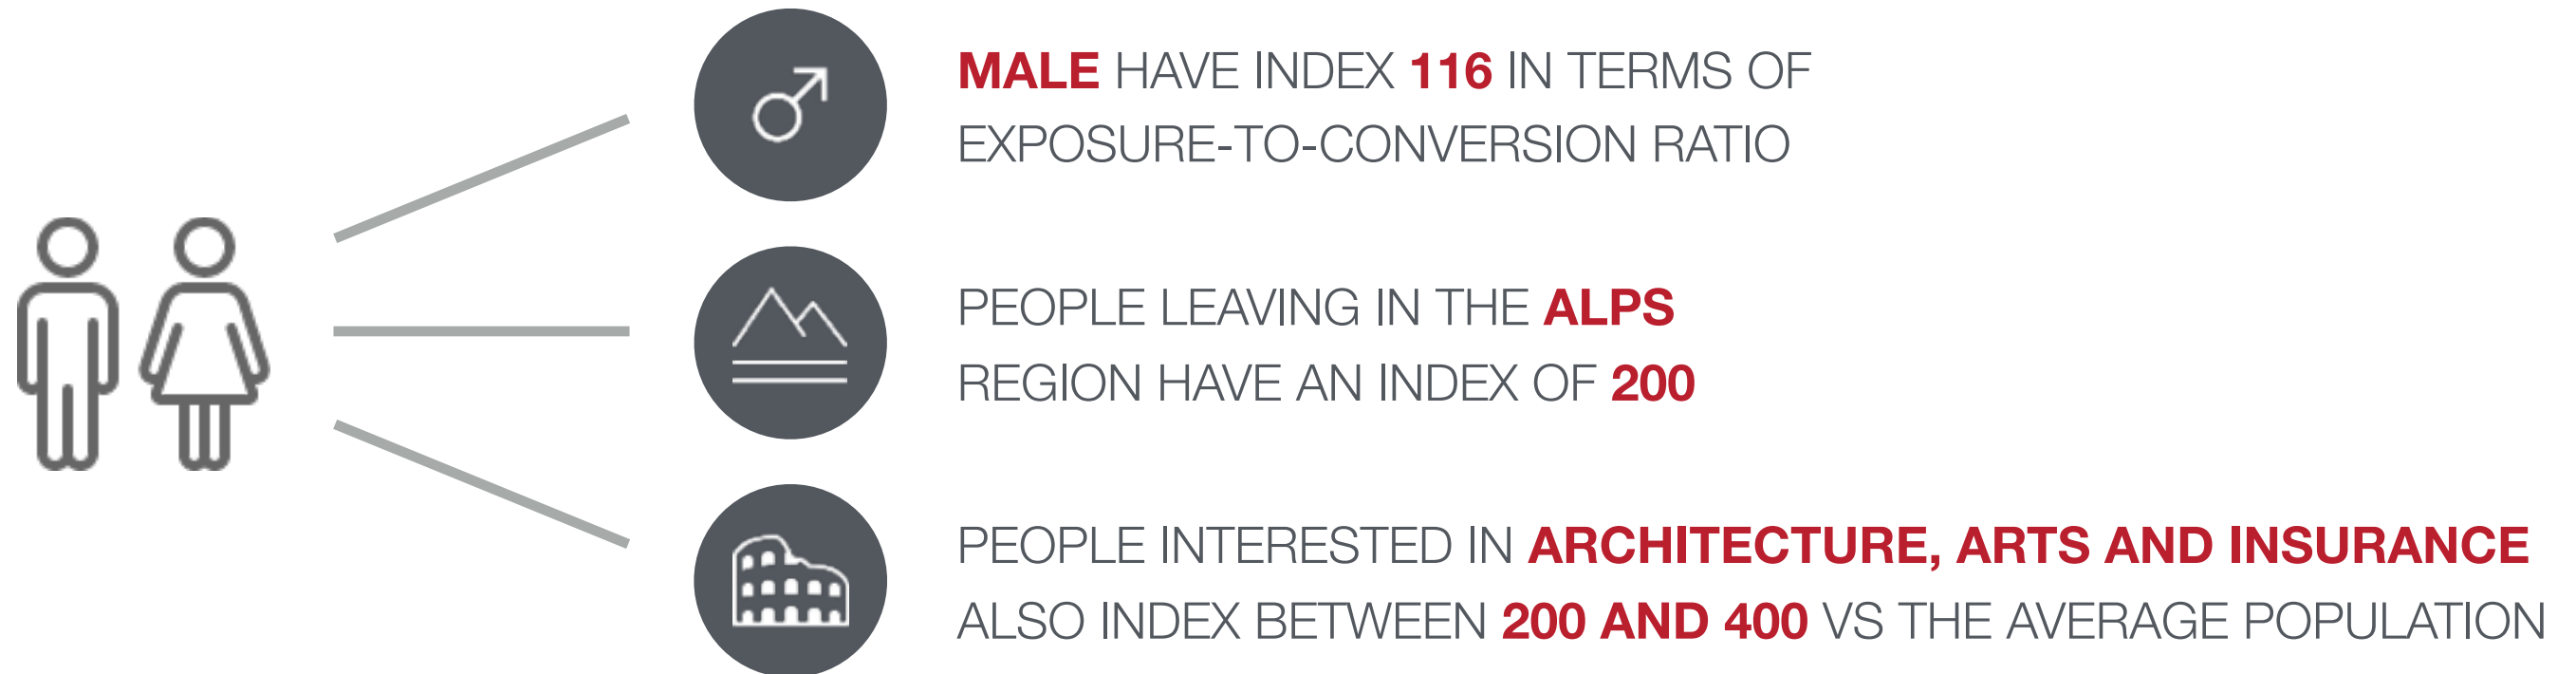 MALE HAVE INDEX 116 IN TERMS OF
EXPOSURE-TO-CONVERSION RATIO
PEOPLE LEAVING IN THE ALPS
REGION HAVE AN INDEX OF 200
PEOPLE INTERESTED IN ARCHITECTURE, ARTS AND INSURANCE
ALSO INDEX BETWEEN 200 AND 400 VS THE AVERAGE POPULATION